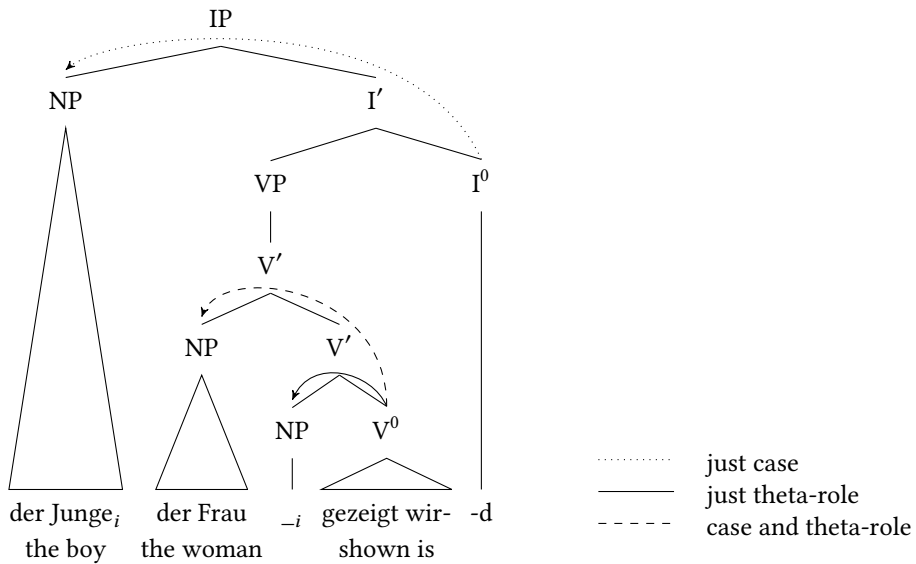 IP
NP
I′
VP
I⁰
V′
NP
V′
NP
V⁰
der Jungeᵢ der Frau _ᵢ gezeigt wir- -d
the boy the woman shown is
just case
just theta-role
case and theta-role